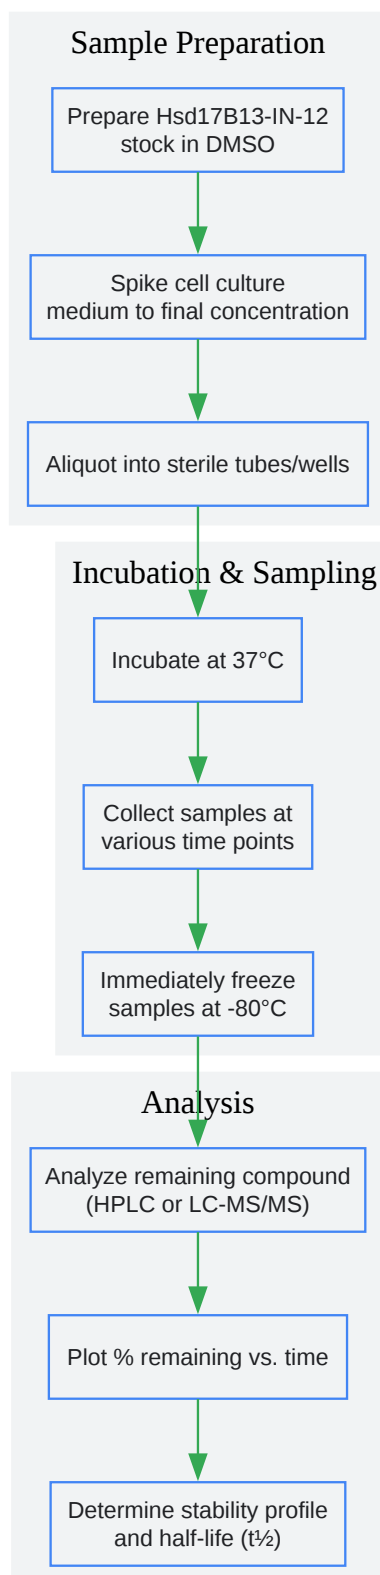 Sample Preparation
Prepare Hsd17B13-IN-12
stock in DMSO
Spike cell culture
medium to final concentration
Aliquot into sterile tubes/wells
Incubation & Sampling
Incubate at 37°C
Collect samples at
various time points
Immediately freeze
samples at -80°C
Analysis
Analyze remaining compound
(HPLC or LC-MS/MS)
Plot % remaining vs. time
Determine stability profile
and half-life (t½)